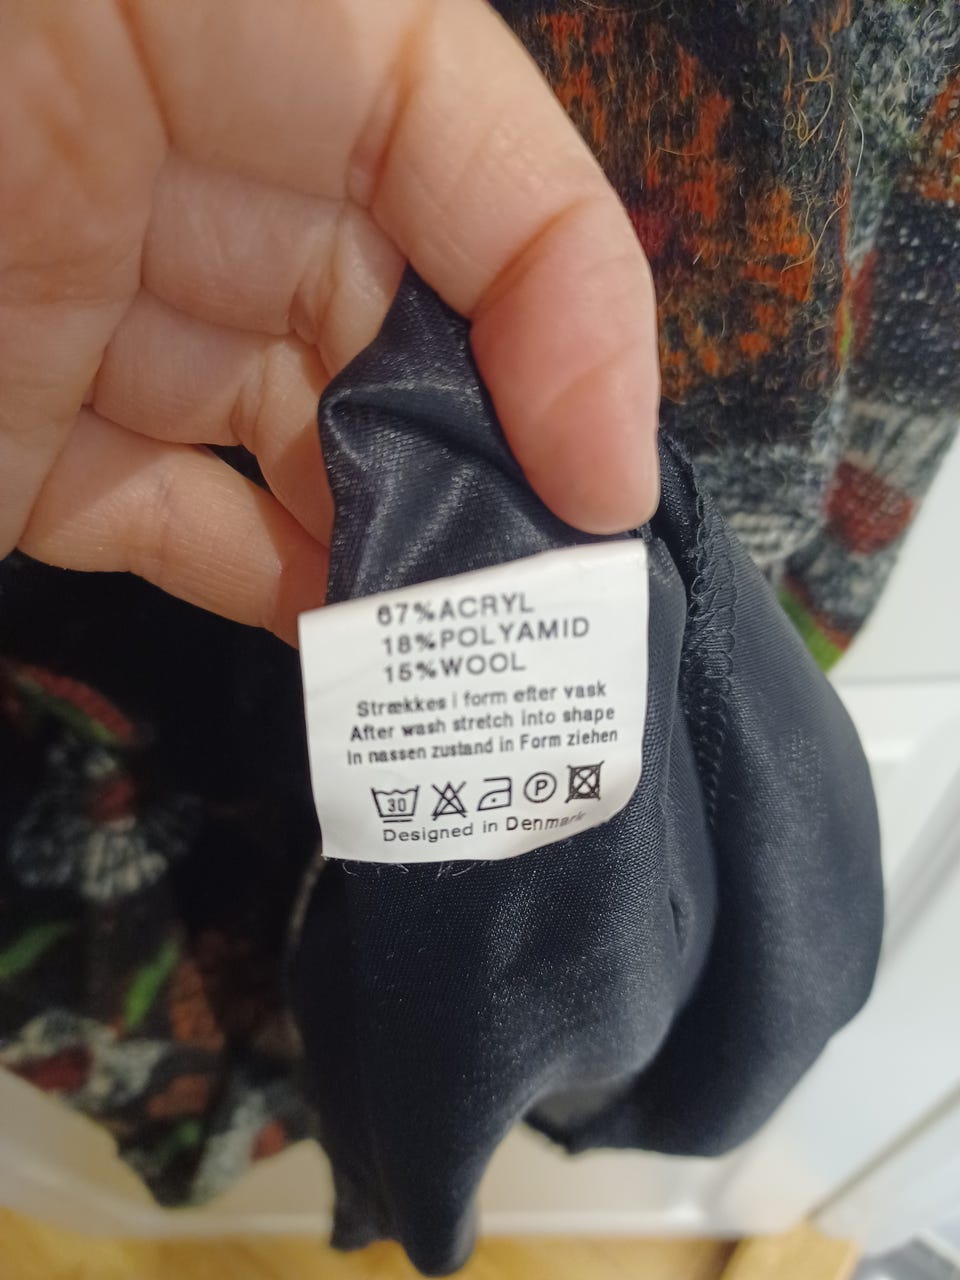 67%ACRYL
18%POLYAMID
15%WOOL
Strækkes i form efter vask
After wash stretch into shape
In nassen zustand in Form ziehen
30 P
Designed in Denmark